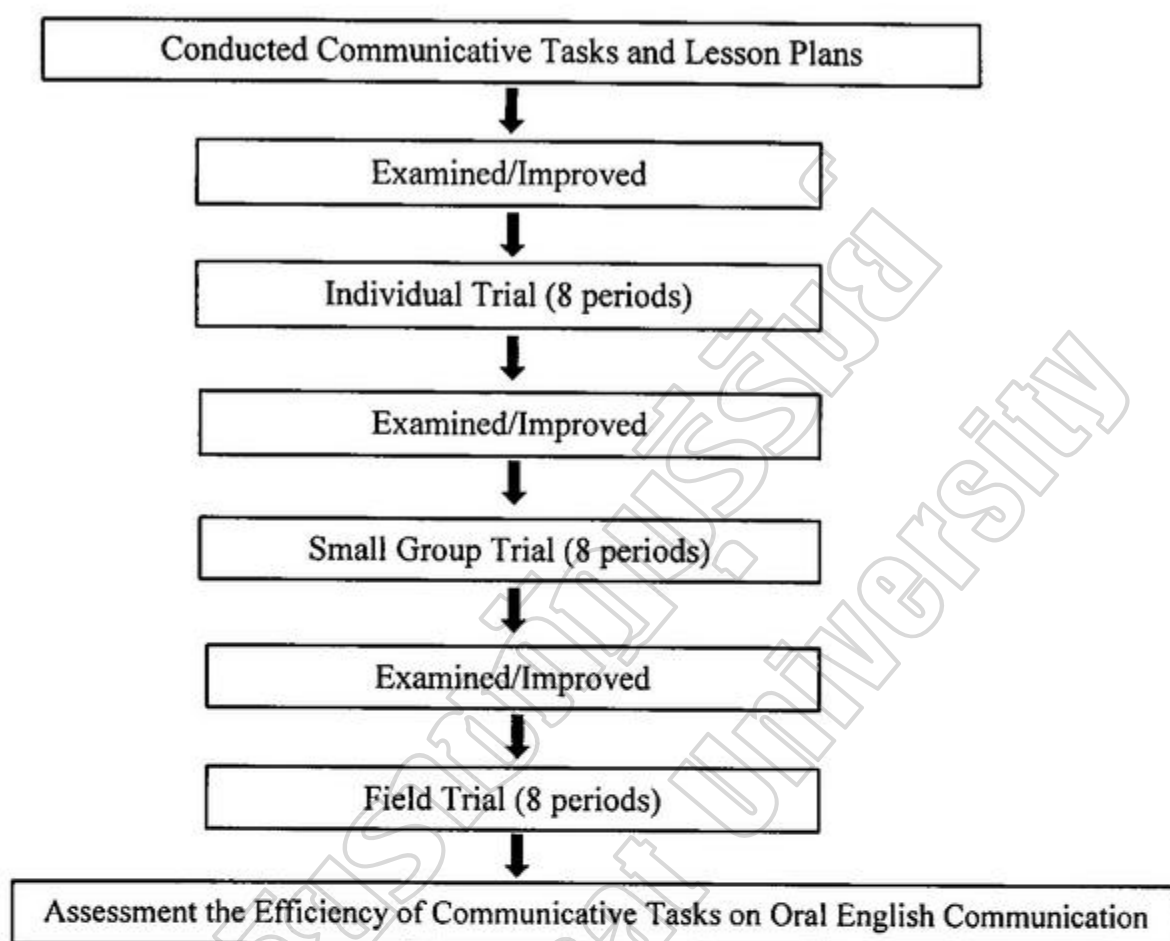 Conducted Communicative Tasks and Lesson Plans
Examined/Improved
Individual Trial (8 periods)
Examined/Improved
Small Group Trial (8 periods)
Examined/Improved
Field Trial (8 periods)
Assessment the Efficiency of Communicative Tasks on Oral English Communication
University